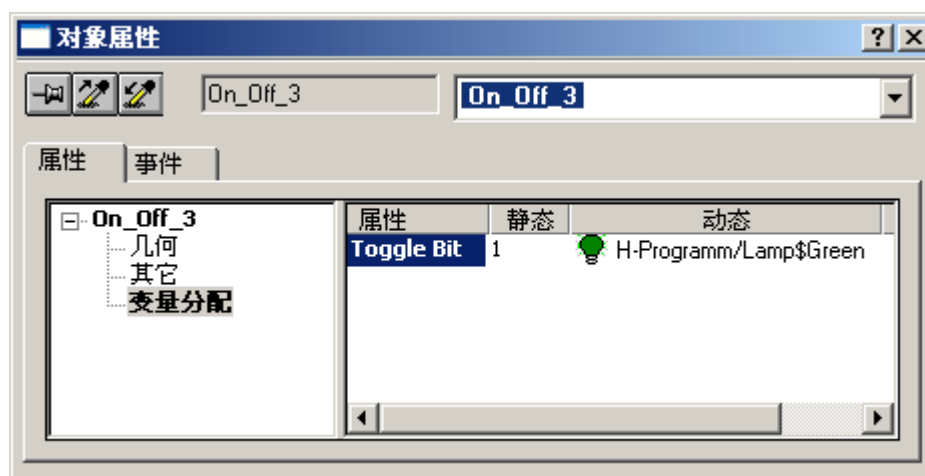 对象属性
On_Off_3 On_Off_3
属性 事件
On_Off_3
几何
其它
变量分配
属性 静态 动态
Toggle Bit 1 H-Programm/Lamp$Green